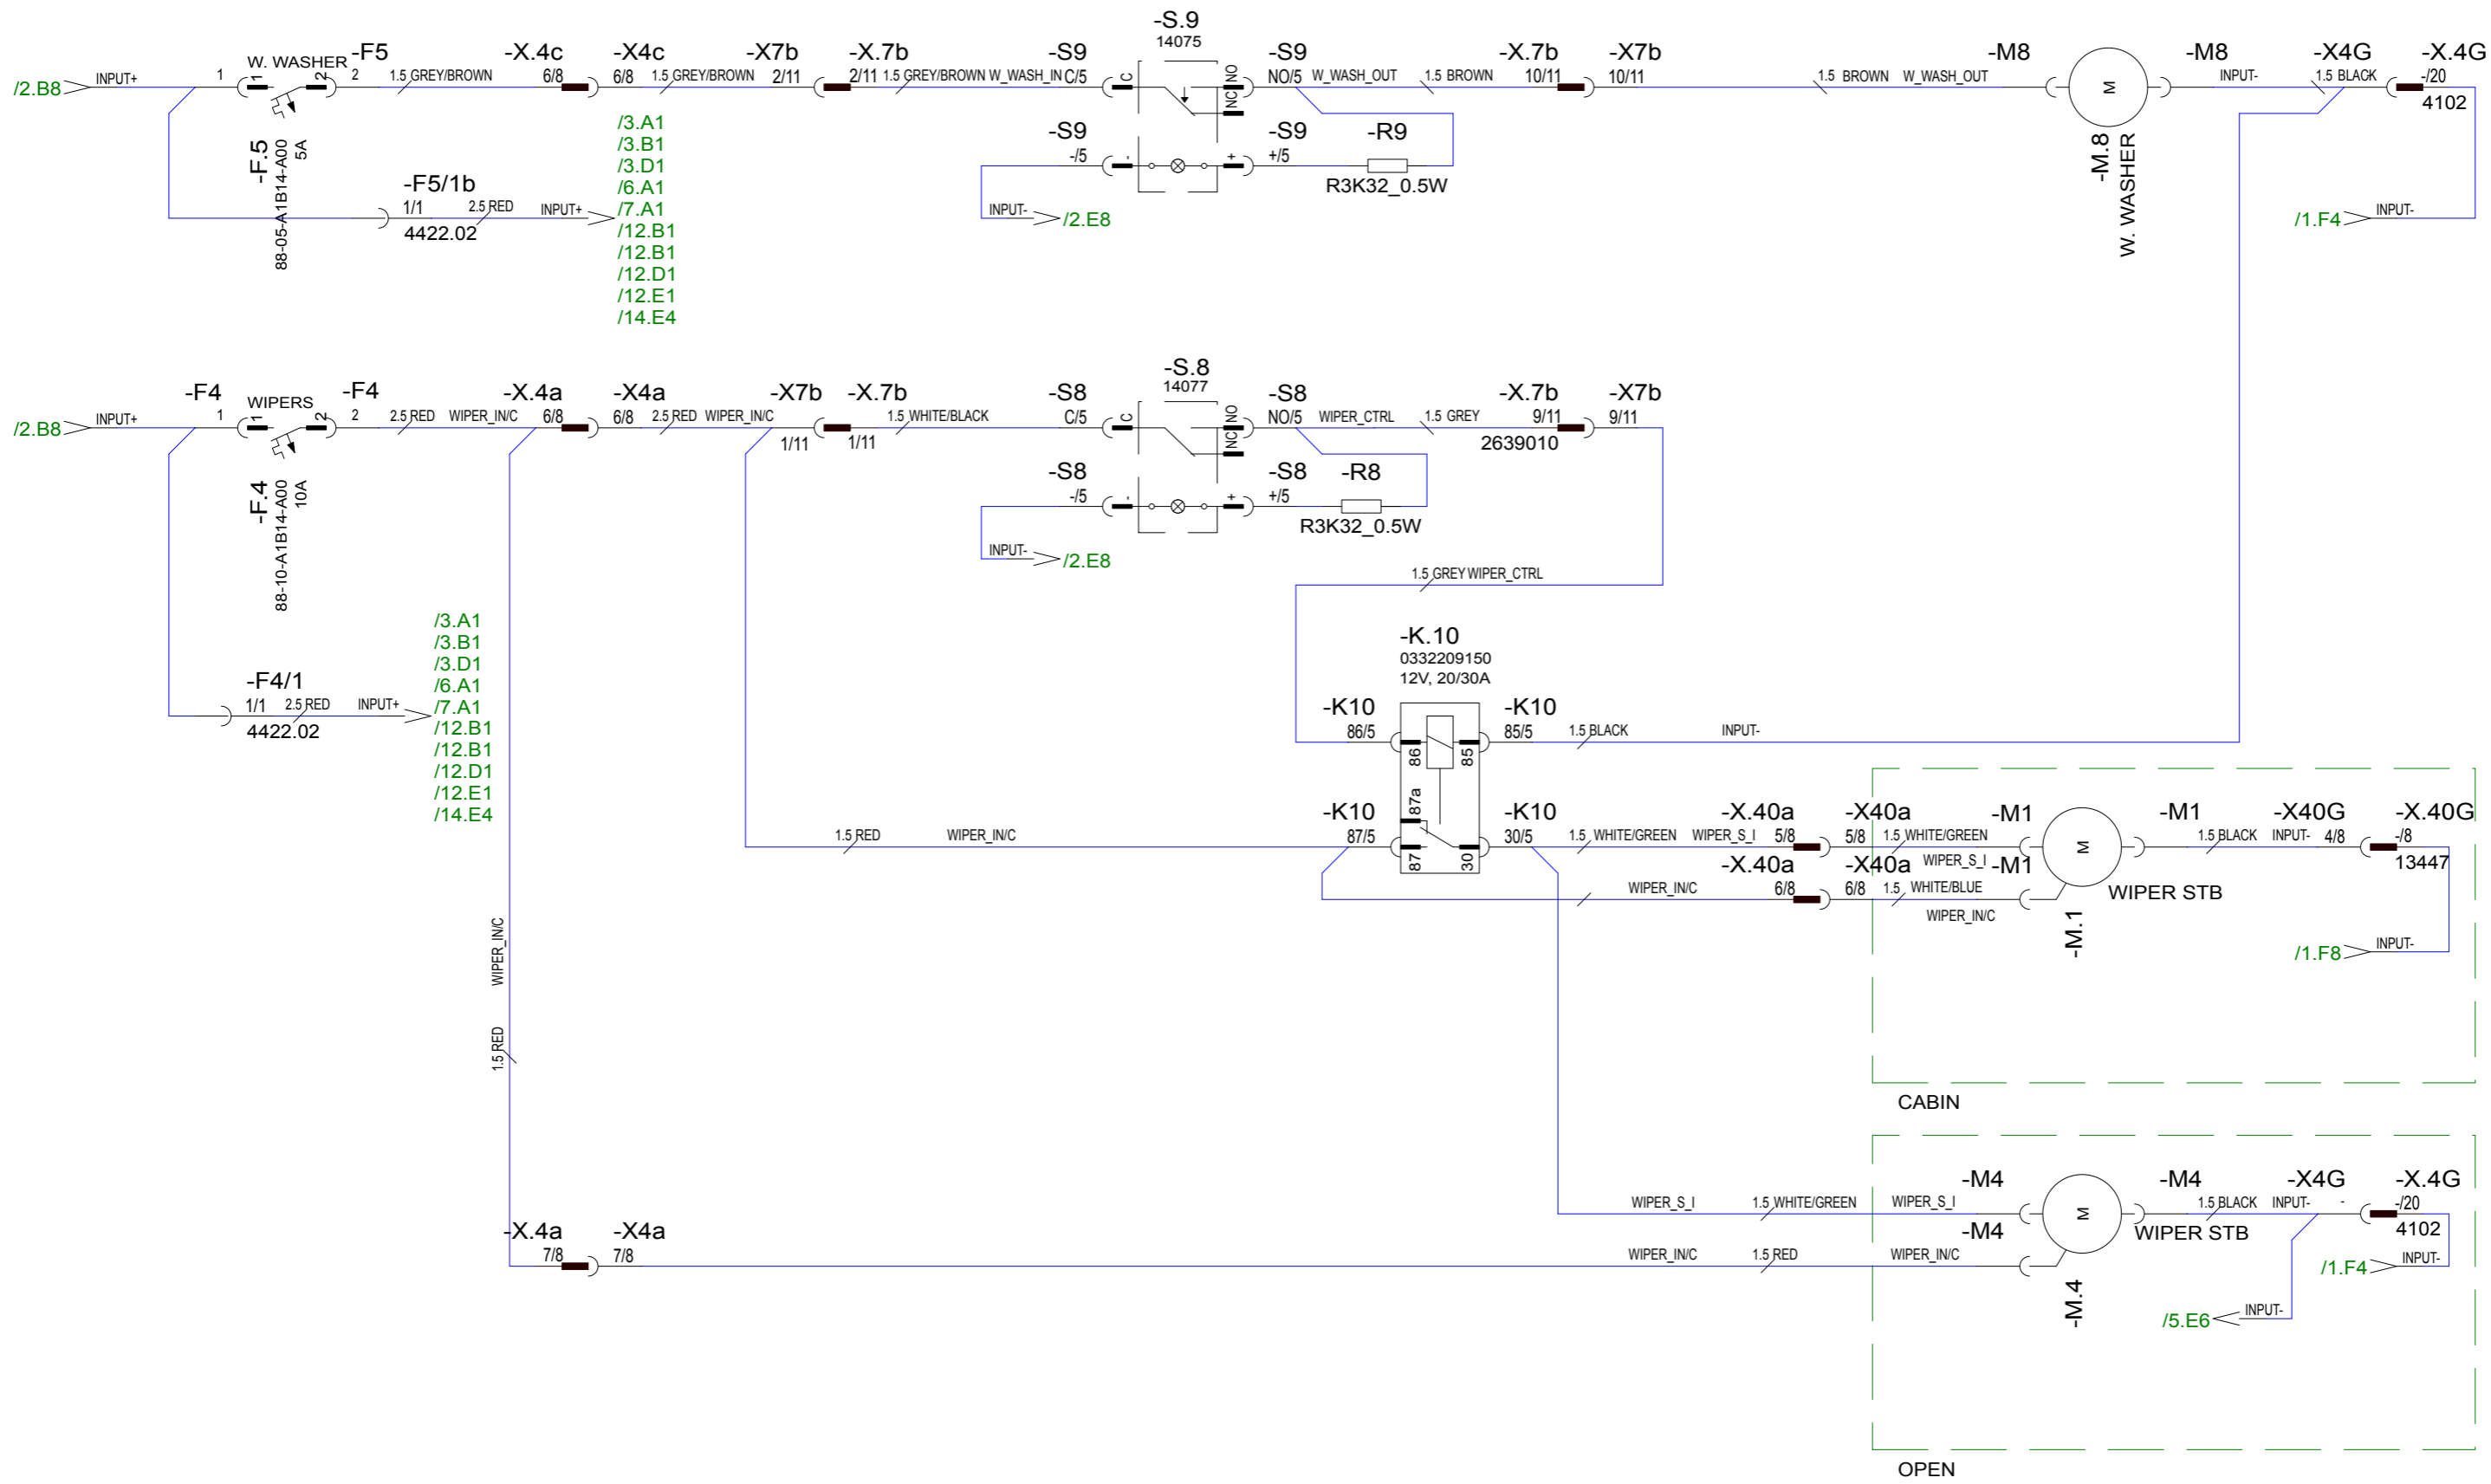 -S.9
14075
W. WASHER
-F5
-X.4c
-X4c
-X7b
-X.7b
-S9
-S9
-X.7b
-X7b
-M8
-M8
-X4G
-X.4G
/2.B8
INPUT+
1
1
2
2
1.5 GREY/BROWN
6/8
6/8
1.5 GREY/BROWN
2/11
2/11
1.5 GREY/BROWN W_WASH_IN
C/5
C
NO
NC
NO/5
W_WASH_OUT
1.5 BROWN
10/11
10/11
1.5 BROWN
W_WASH_OUT
M
INPUT-
1.5 BLACK
-/20
4102
-F.5
88-05-A1B14-A00
5A
-F5/1b
1/1
2.5 RED
INPUT+
4422.02
/3.A1
/3.B1
/3.D1
/6.A1
/7.A1
/12.B1
/12.B1
/12.D1
/12.E1
/14.E4
-S9
-/5
-
+
-S9
+/5
-R9
R3K32_0.5W
INPUT-
/2.E8
-M.8
W. WASHER
/1.F4
INPUT-
-S.8
14077
-F4
WIPERS
-F4
-X.4a
-X4a
-X7b
-X.7b
-S8
-S8
-X.7b
-X7b
/2.B8
INPUT+
1
1
2
2
2.5 RED
WIPER_IN/C
6/8
6/8
2.5 RED
WIPER_IN/C
1/11
1/11
1.5 WHITE/BLACK
C/5
C
NO
NC
NO/5
WIPER_CTRL
1.5 GREY
9/11
9/11
2639010
-F.4
88-10-A1B14-A00
10A
-S8
-/5
-
+
-S8
+/5
-R8
R3K32_0.5W
INPUT-
/2.E8
1.5 GREY WIPER_CTRL
/3.A1
/3.B1
/3.D1
/6.A1
/7.A1
/12.B1
/12.B1
/12.D1
/12.E1
/14.E4
-F4/1
1/1
2.5 RED
INPUT+
4422.02
-K.10
0332209150
12V, 20/30A
-K10
86/5
86
85
-K10
85/5
1.5 BLACK
INPUT-
87a
-K10
87/5
87
30
-K10
30/5
1.5 RED
WIPER_IN/C
1.5
WHITE/GREEN
WIPER_S_I
-X.40a
5/8
-X40a
5/8
1.5 WHITE/GREEN
WIPER_S_I
-M1
M
-M1
1.5 BLACK
INPUT-
-X40G
4/8
-X.40G
-/8
13447
WIPER_IN/C
-X.40a
6/8
-X40a
6/8
1.5
WHITE/BLUE
WIPER_IN/C
-M1
WIPER STB
-M.1
/1.F8
INPUT-
WIPER_IN/C
1.5 RED
CABIN
-X.4a
7/8
-X4a
7/8
WIPER_S_I
1.5 WHITE/GREEN
WIPER_S_I
-M4
M
-M4
1.5 BLACK
INPUT-
-X4G
-
-X.4G
-/20
4102
WIPER_IN/C
1.5 RED
WIPER_IN/C
-M4
WIPER STB
-M.4
/1.F4
INPUT-
/5.E6
INPUT-
OPEN